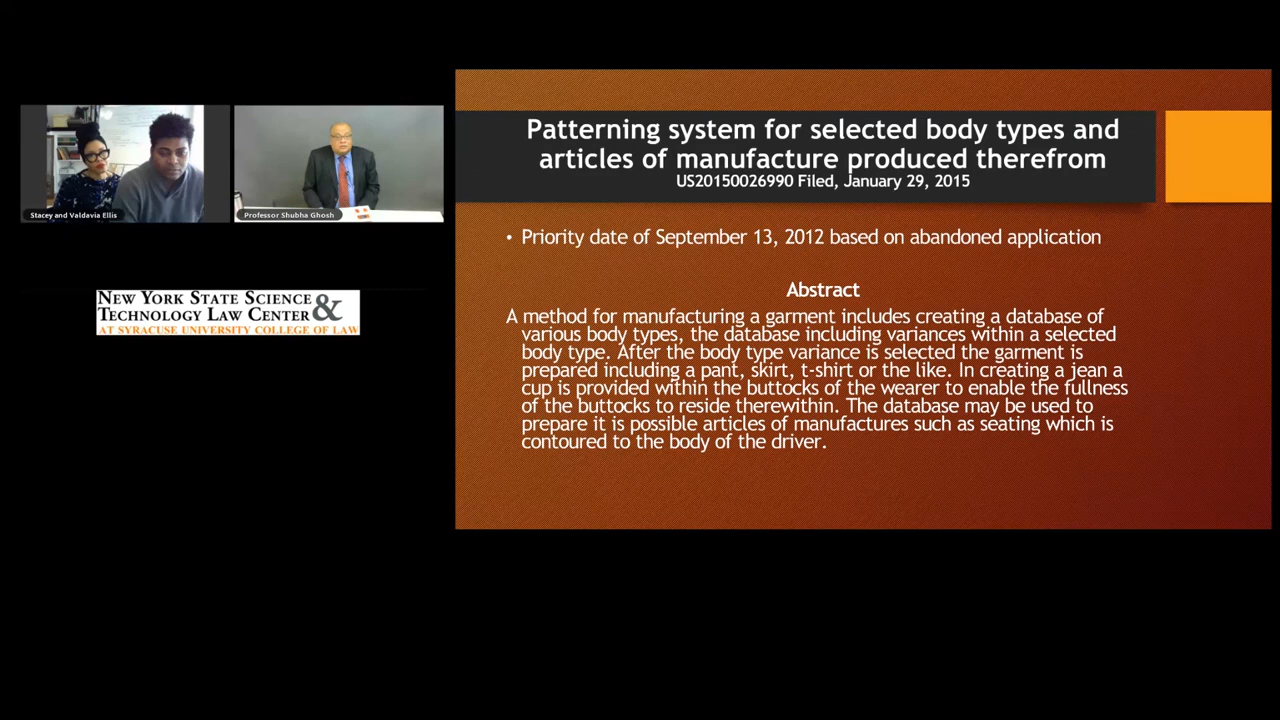 Stacey and Valdavia Ellis
Professor Shubha Ghosh
NEW YORK STATE SCIENCE &
TECHNOLOGY LAW CENTER
AT SYRACUSE UNIVERSITY COLLEGE OF LAW
Patterning system for selected body types and
articles of manufacture produced therefrom
US20150026990 Filed, January 29, 2015
• Priority date of September 13, 2012 based on abandoned application
Abstract
A method for manufacturing a garment includes creating a database of
various body types, the database including variances within a selected
body type. After the body type variance is selected the garment is
prepared including a pant, skirt, t-shirt or the like. In creating a jean a
cup is provided within the buttocks of the wearer to enable the fullness
of the buttocks to reside therewithin. The database may be used to
prepare it is possible articles of manufactures such as seating which is
contoured to the body of the driver.